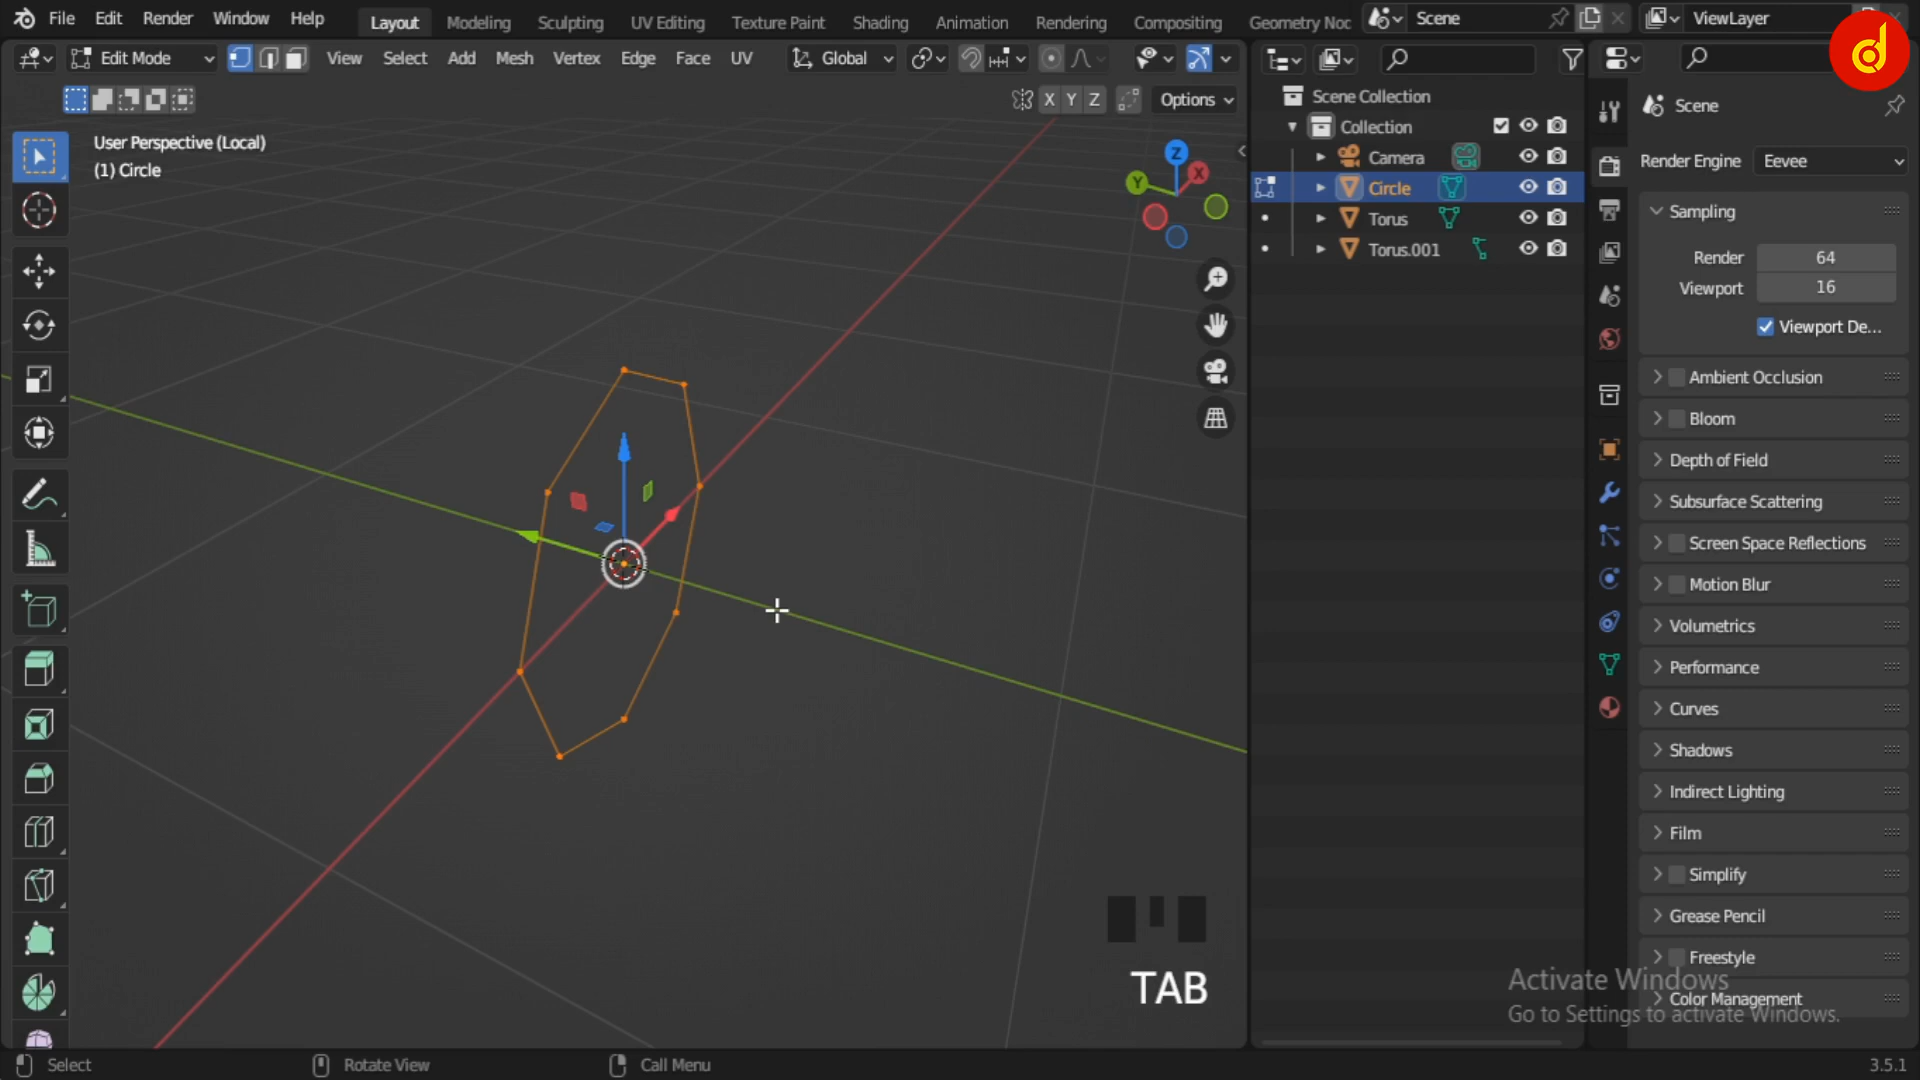 File Edit Render Window Help Layout Modeling Sculpting UV Editing Texture Paint Shading Animation Rendering Compositing Geometry Noc Scene ViewLayer
Edit Mode View Select Add Mesh Vertex Edge Face UV Global
X Y Z Options
User Perspective (Local)
(1) Circle
Z
X
Y
Scene Collection
Collection
Camera
Circle
Torus
Torus.001
Scene
Render Engine Eevee
Sampling
Render 64
Viewport 16
Viewport De...
Ambient Occlusion
Bloom
Depth of Field
Subsurface Scattering
Screen Space Reflections
Motion Blur
Volumetrics
Performance
Curves
Shadows
Indirect Lighting
Film
Simplify
Grease Pencil
Freestyle
Color Management
TAB
Activate Windows
Go to Settings to activate Windows.
Select Rotate View Call Menu 3.5.1